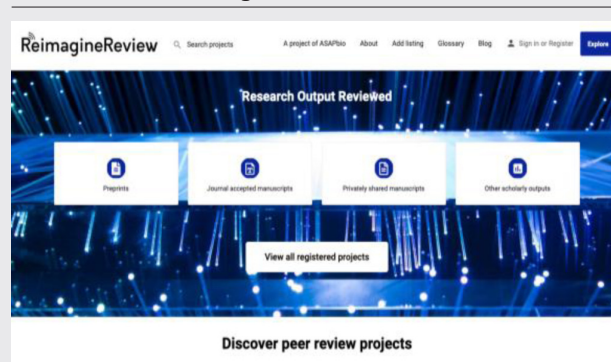 ReimagineReview
Search projects
A project of ASAPbio
About
Add listing
Glossary
Blog
Sign in or Register
Explore
Research Output Reviewed
Preprints
Journal accepted manuscripts
Privately shared manuscripts
Other scholarly outputs
View all registered projects
Discover peer review projects